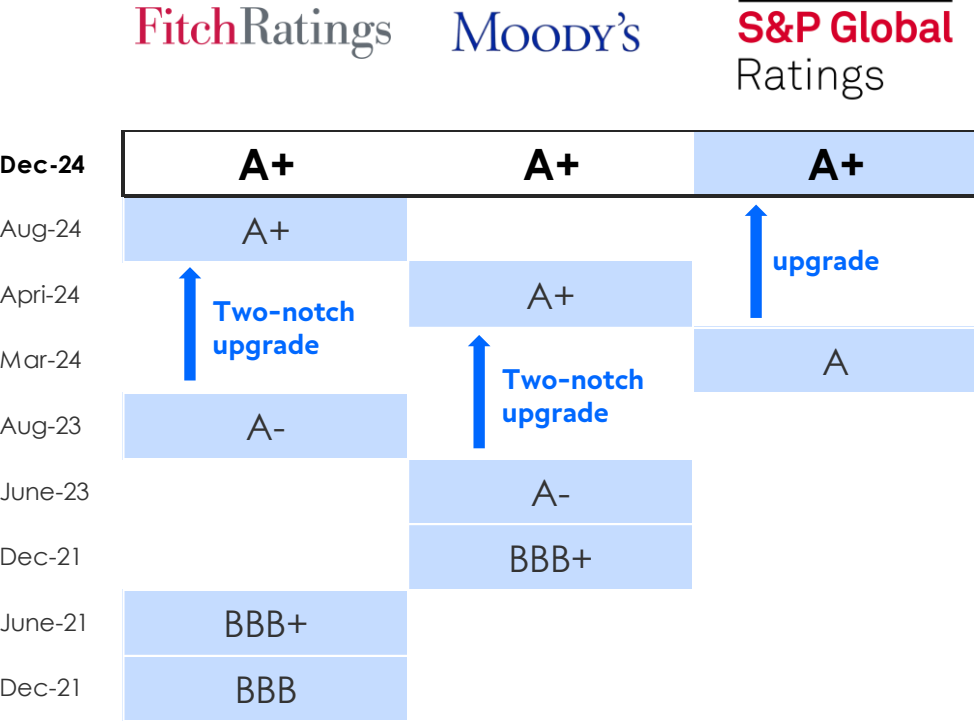 FitchRatings
MOODY'S
S&P Global
Ratings
Dec-24 A+ A+ A+
Aug-24 A+
upgrade
Apri-24 A+
Two-notch
upgrade
Mar-24 A
Two-notch
upgrade
Aug-23 A-
June-23 A-
Dec-21 BBB+
June-21 BBB+
Dec-21 BBB